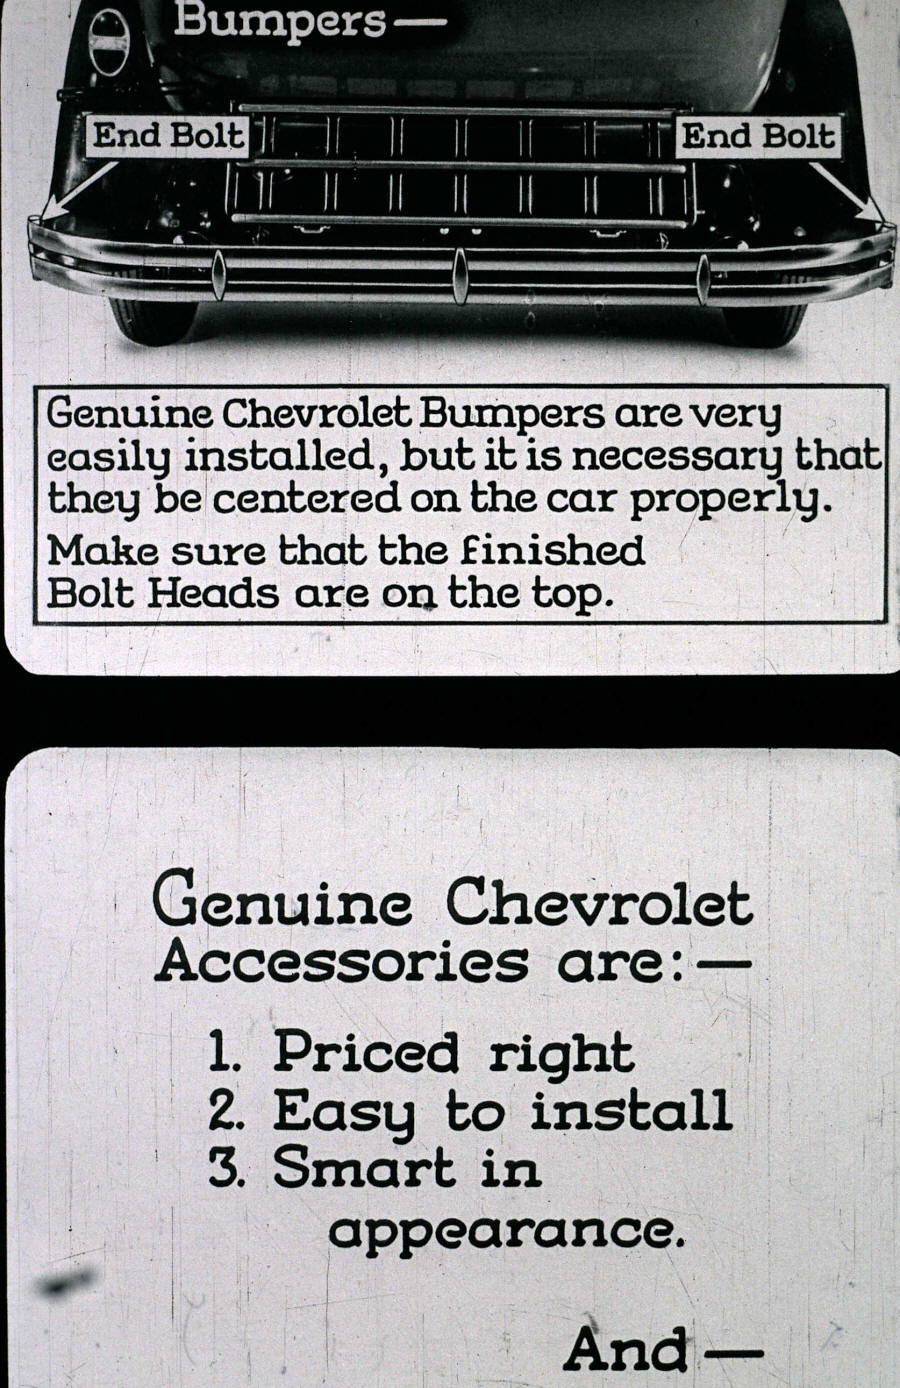 Bumpers—
End Bolt
End Bolt
Genuine Chevrolet Bumpers are very
easily installed, but it is necessary that
they be centered on the car properly.
Make sure that the finished
Bolt Heads are on the top.
Genuine Chevrolet
Accessories are:—
1. Priced right
2. Easy to install
3. Smart in
appearance.
And—